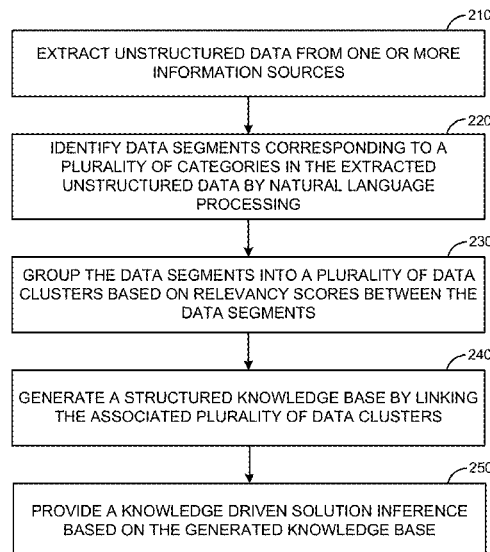 210
EXTRACT UNSTRUCTURED DATA FROM ONE OR MORE
INFORMATION SOURCES
220
IDENTIFY DATA SEGMENTS CORRESPONDING TO A
PLURALITY OF CATEGORIES IN THE EXTRACTED
UNSTRUCTURED DATA BY NATURAL LANGUAGE
PROCESSING
230
GROUP THE DATA SEGMENTS INTO A PLURALITY OF DATA
CLUSTERS BASED ON RELEVANCY SCORES BETWEEN THE
DATA SEGMENTS
240
GENERATE A STRUCTURED KNOWLEDGE BASE BY LINKING
THE ASSOCIATED PLURALITY OF DATA CLUSTERS
250
PROVIDE A KNOWLEDGE DRIVEN SOLUTION INFERENCE
BASED ON THE GENERATED KNOWLEDGE BASE